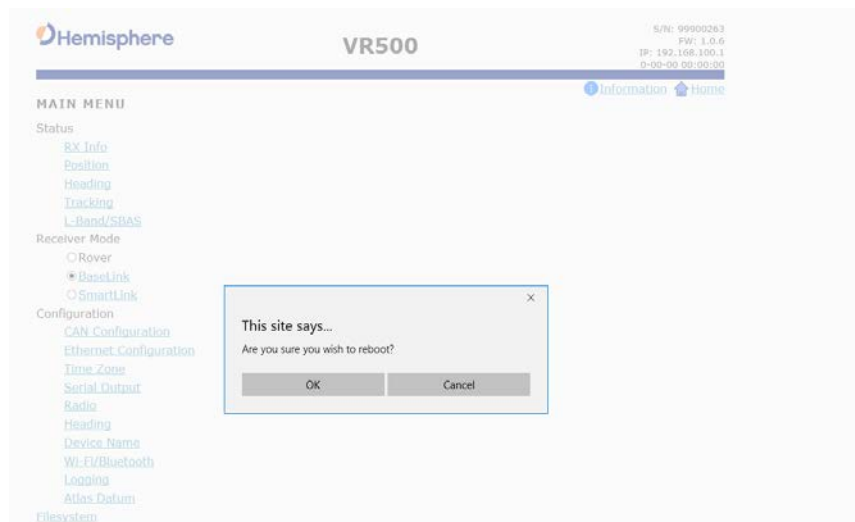 Hemisphere
VR500
S/N: 99900263
FW: 1.0.6
IP: 192.168.100.1
0-00-00 00:00:00
Information Home
MAIN MENU
Status
RX Info
Position
Heading
Tracking
L-Band/SBAS
Receiver Mode
Rover
BaseLink
SmartLink
Configuration
CAN Configuration
Ethernet Configuration
Time Zone
Serial Output
Radio
Heading
Device Name
Wi-Fi/Bluetooth
Logging
Atlas Datum
Filesystem
This site says...
Are you sure you wish to reboot?
OK Cancel